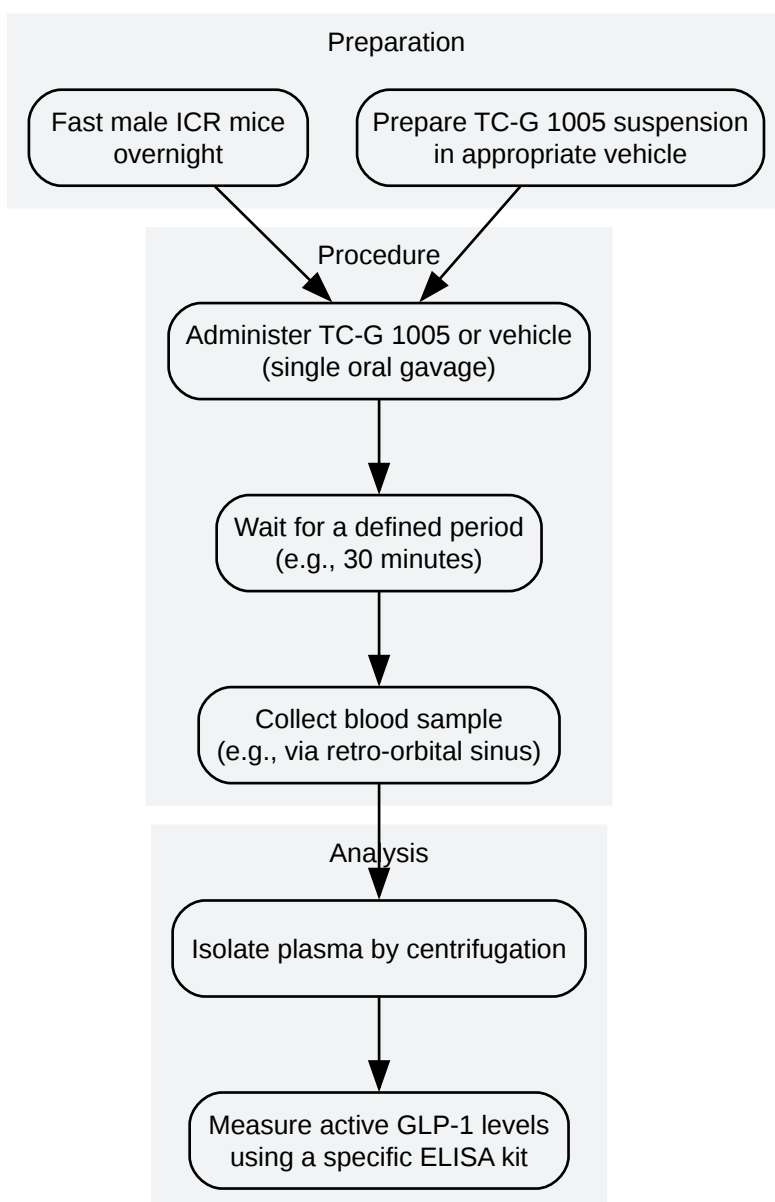 Preparation
Fast male ICR mice
overnight
Prepare TC-G 1005 suspension
in appropriate vehicle
Procedure
Administer TC-G 1005 or vehicle
(single oral gavage)
Wait for a defined period
(e.g., 30 minutes)
Collect blood sample
(e.g., via retro-orbital sinus)
Analysis
Isolate plasma by centrifugation
Measure active GLP-1 levels
using a specific ELISA kit